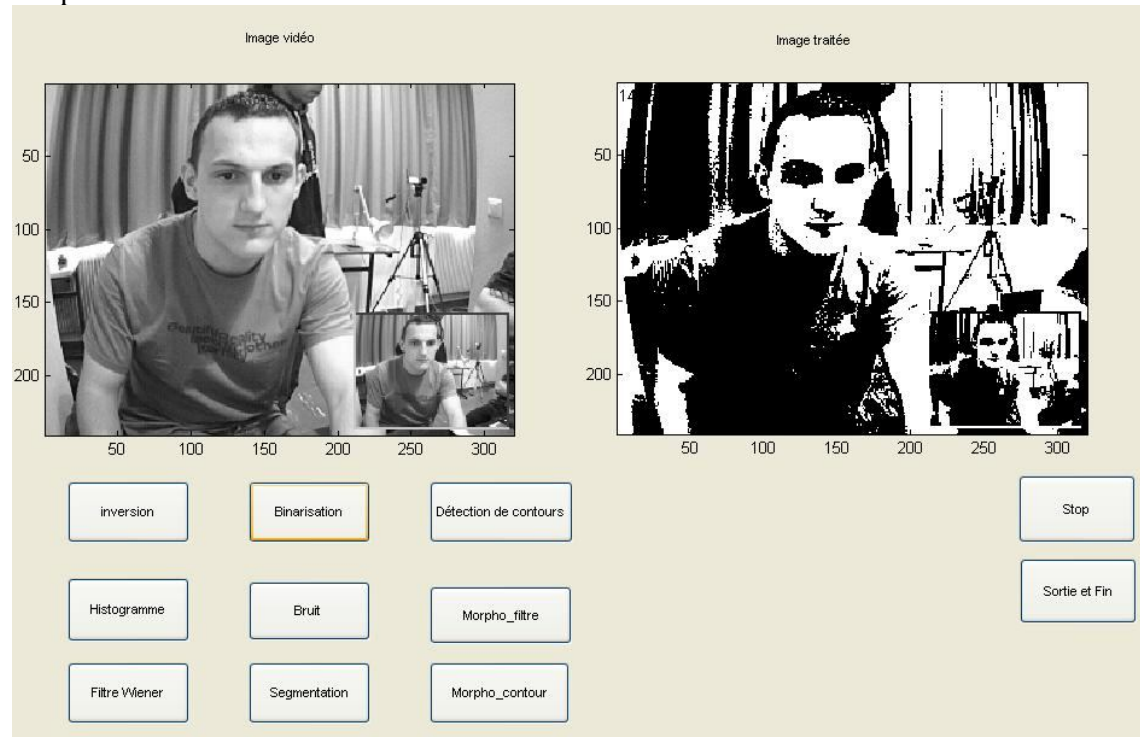 Image vidéo
Image traitée
14
50
100
150
200
50 100 150 200 250 300
50
100
150
200
50 100 150 200 250 300
inversion
Binarisation
Détection de contours
Stop
Histogramme
Bruit
Morpho_filtre
Sortie et Fin
Filtre Wiener
Segmentation
Morpho_contour